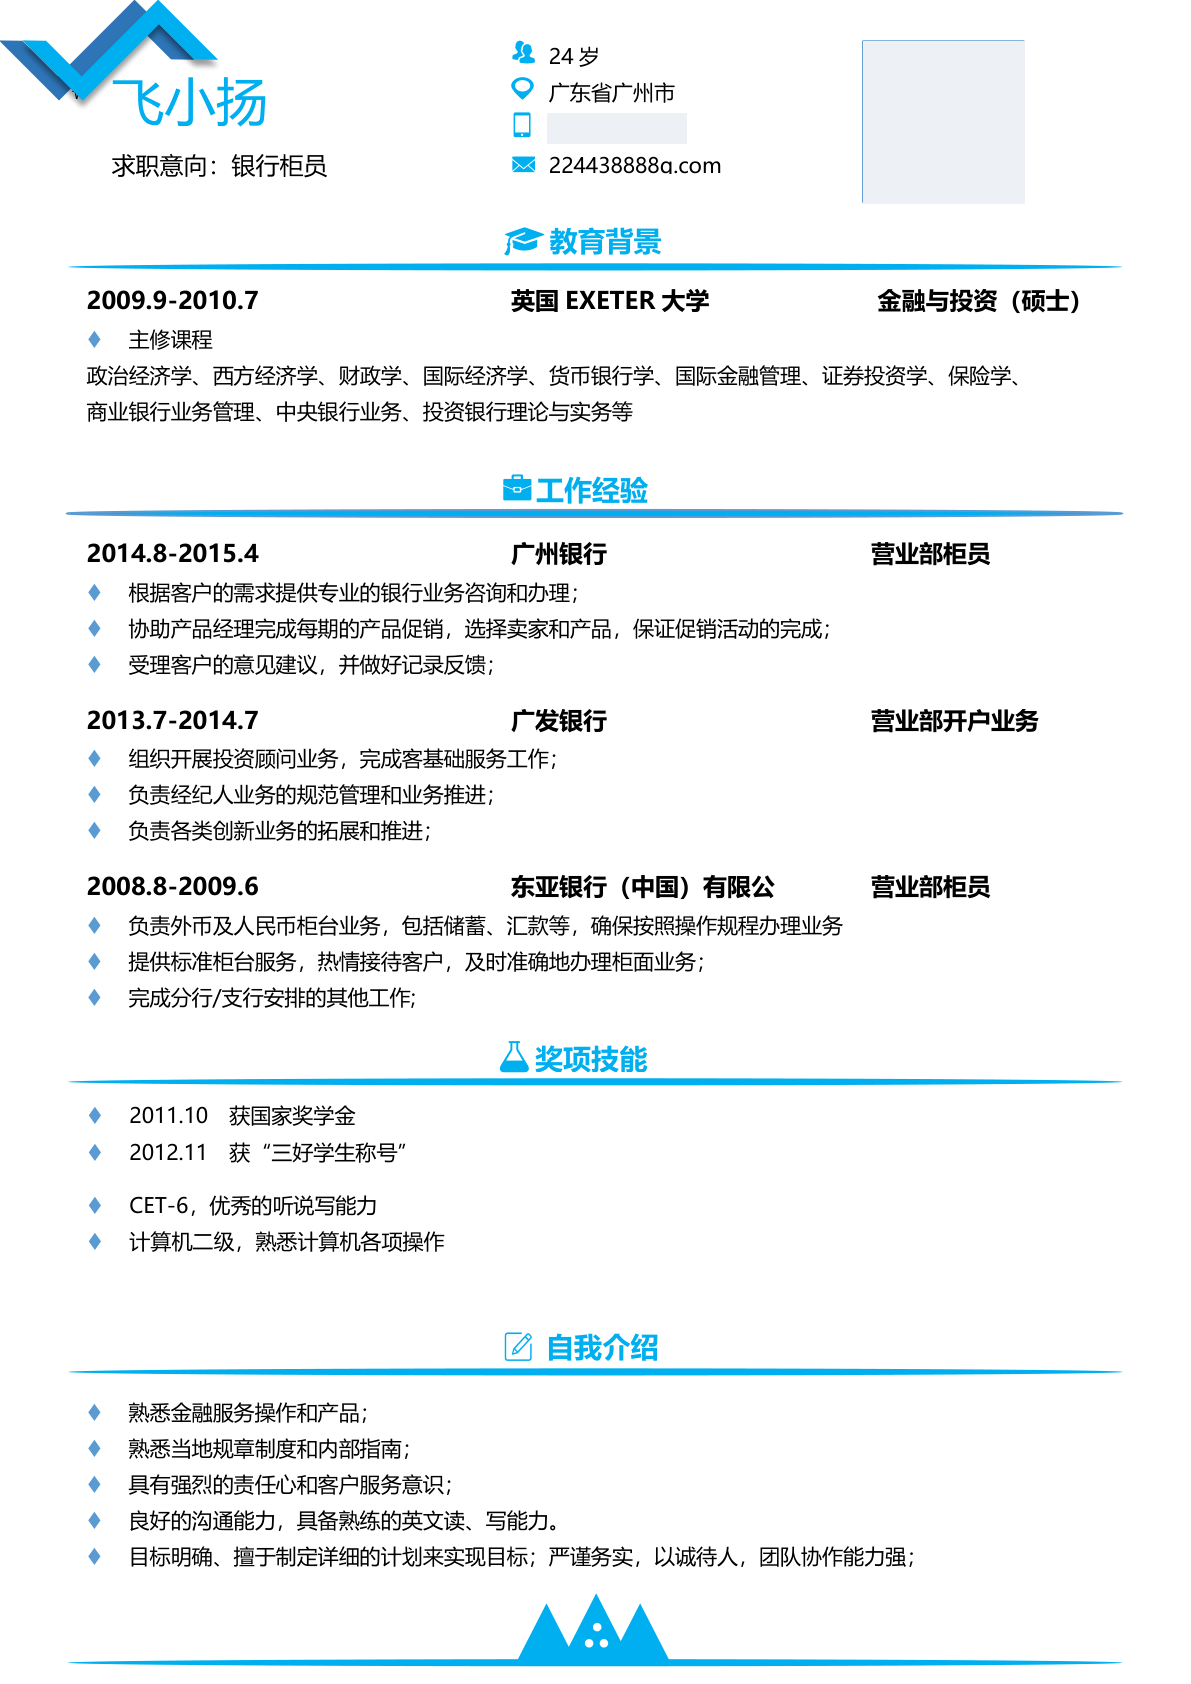 飞小扬
求职意向：银行柜员
24 岁
广东省广州市
224438888q.com
教育背景
2009.9-2010.7 英国 EXETER 大学 金融与投资（硕士）
主修课程
政治经济学、西方经济学、财政学、国际经济学、货币银行学、国际金融管理、证券投资学、保险学、
商业银行业务管理、中央银行业务、投资银行理论与实务等
工作经验
2014.8-2015.4 广州银行 营业部柜员
根据客户的需求提供专业的银行业务咨询和办理；
协助产品经理完成每期的产品促销，选择卖家和产品，保证促销活动的完成；
受理客户的意见建议，并做好记录反馈；
2013.7-2014.7 广发银行 营业部开户业务
组织开展投资顾问业务，完成客基础服务工作；
负责经纪人业务的规范管理和业务推进；
负责各类创新业务的拓展和推进；
2008.8-2009.6 东亚银行（中国）有限公 营业部柜员
负责外币及人民币柜台业务，包括储蓄、汇款等，确保按照操作规程办理业务
提供标准柜台服务，热情接待客户，及时准确地办理柜面业务；
完成分行/支行安排的其他工作;
奖项技能
2011.10 获国家奖学金
2012.11 获“三好学生称号”
CET-6，优秀的听说写能力
计算机二级，熟悉计算机各项操作
自我介绍
熟悉金融服务操作和产品；
熟悉当地规章制度和内部指南；
具有强烈的责任心和客户服务意识；
良好的沟通能力，具备熟练的英文读、写能力。
目标明确、擅于制定详细的计划来实现目标；严谨务实，以诚待人，团队协作能力强；